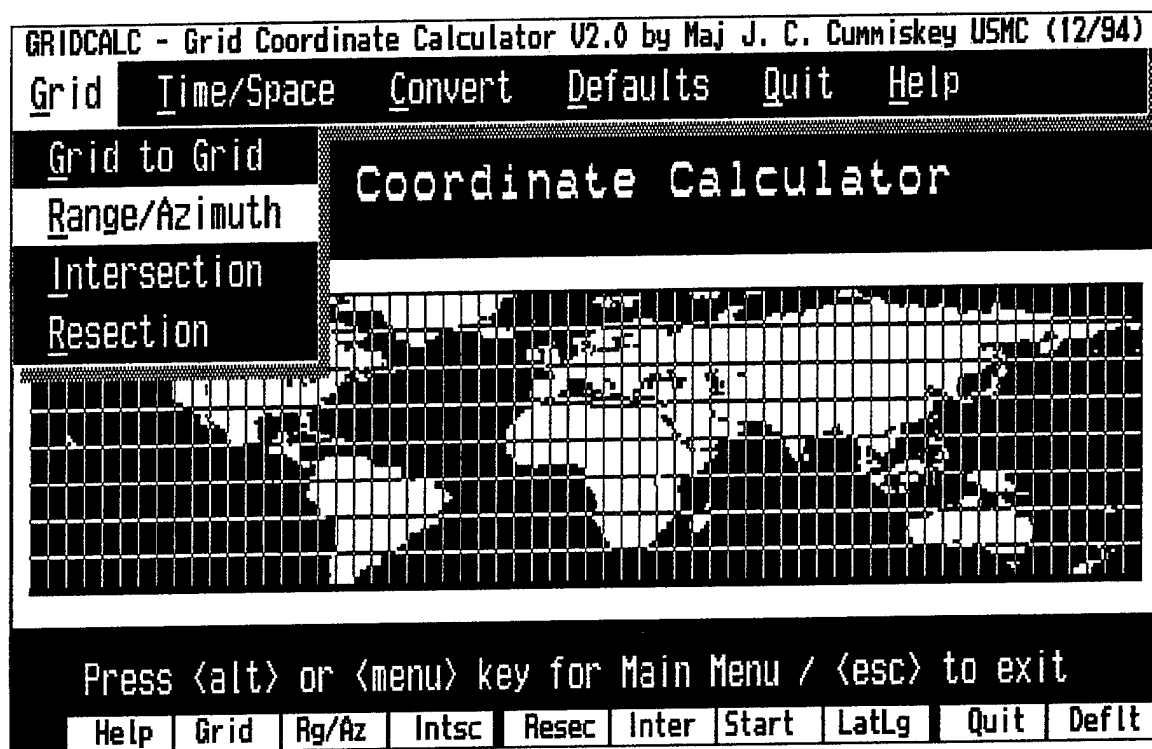 GRIDCALC - Grid Coordinate Calculator V2.0 by Maj J. C. Cummiskey USMC (12/94)
Grid Time/Space Convert Defaults Quit Help
Grid to Grid
Range/Azimuth
Intersection
Resection
Coordinate Calculator
Press <alt> or <menu> key for Main Menu / <esc> to exit
Help Grid Rg/Az Intsc Resec Inter Start LatLg Quit Deflt